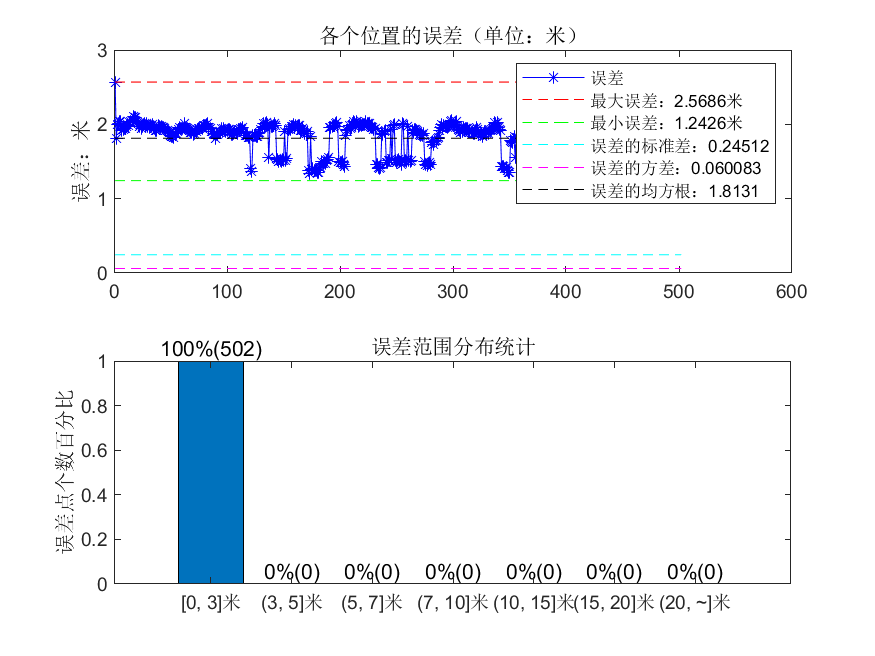 各个位置的误差（单位：米）
误差：米
3
2
1
0
0
100
200
300
400
500
600
误差
最大误差：2.5686米
最小误差：1.2426米
误差的标准差：0.24512
误差的方差：0.060083
误差的均方根：1.8131
误差范围分布统计
误差点个数百分比
1
0.8
0.6
0.4
0.2
0
100%(502)
0%(0)
0%(0)
0%(0)
0%(0)
0%(0)
0%(0)
[0, 3]米
(3, 5]米
(5, 7]米
(7, 10]米
(10, 15]米
(15, 20]米
(20, ~]米